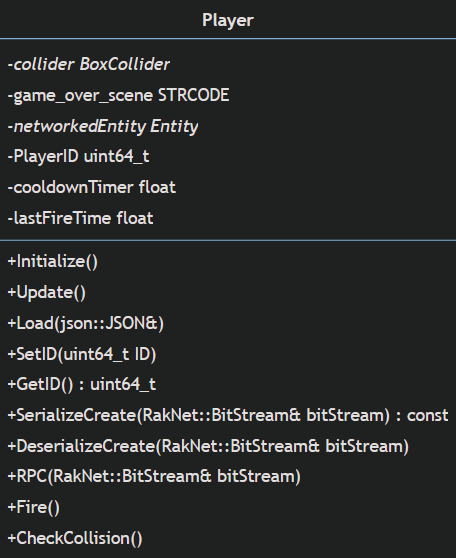 Player
-collider BoxCollider
-game_over_scene STRCODE
-networkedEntity Entity
-PlayerID uint64_t
-cooldownTimer float
-lastFireTime float
+Initialize()
+Update()
+Load(json::JSON&)
+SetID(uint64_t ID)
+GetID() : uint64_t
+SerializeCreate(RakNet::BitStream& bitStream) : const
+DeserializeCreate(RakNet::BitStream& bitStream)
+RPC(RakNet::BitStream& bitStream)
+Fire()
+CheckCollision()